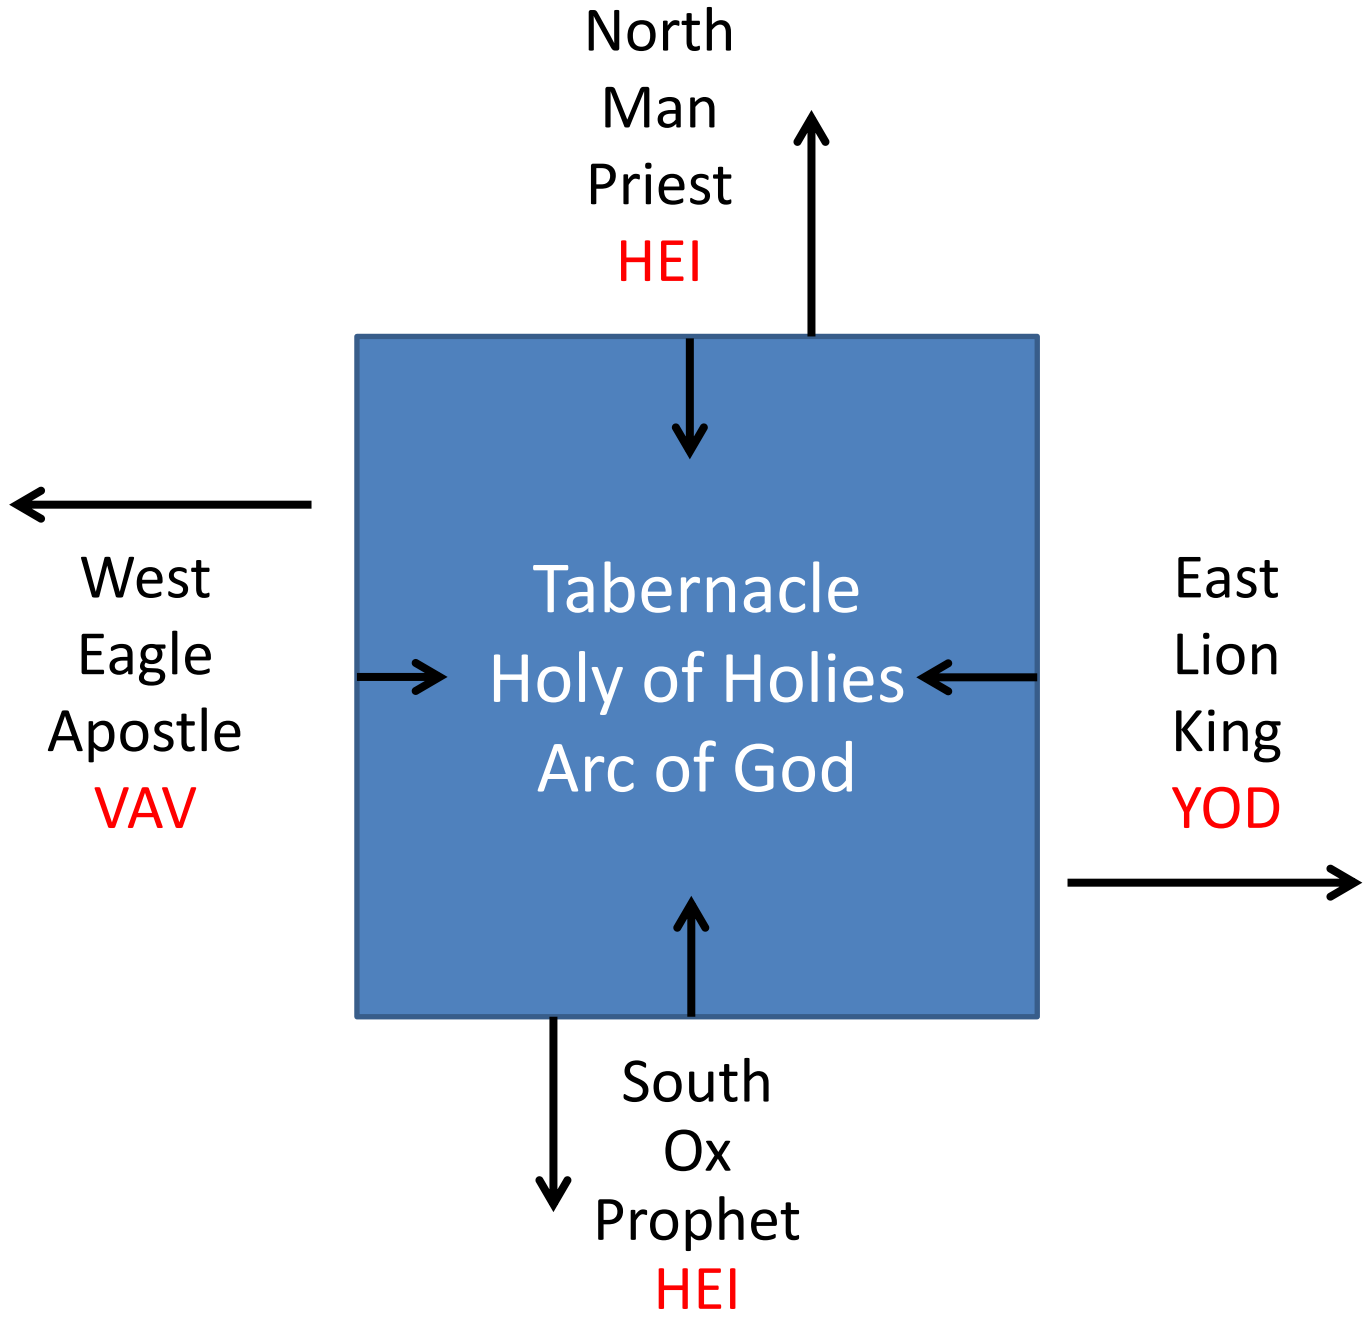 North
Man
Priest
HEI
West
Eagle
Apostle
VAV
Tabernacle
Holy of Holies
Arc of God
East
Lion
King
YOD
South
Ox
Prophet
HEI